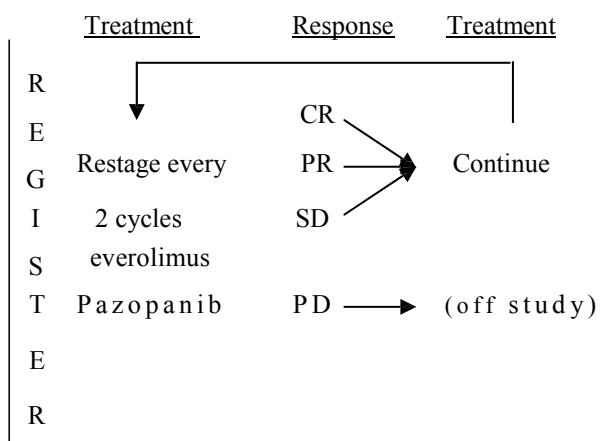 Treatment Response Treatment
R
E
G
I
S
T
E
R
CR
Restage every PR Continue
2 cycles SD
everolimus
Pazopanib PD (off study)